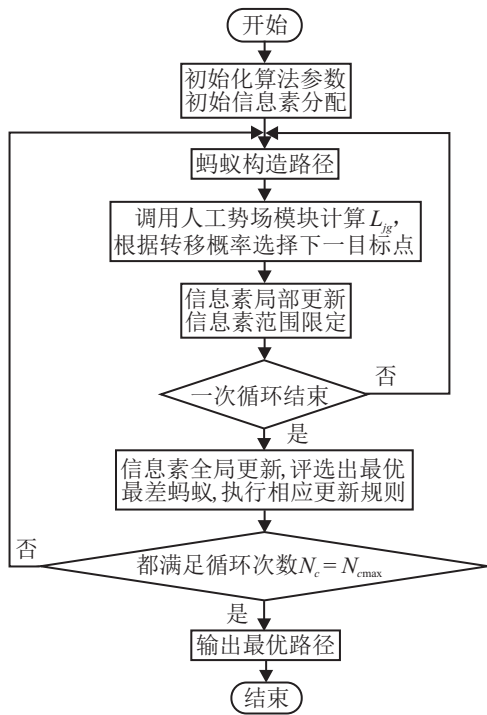 开始
初始化算法参数
初始信息素分配
蚂蚁构造路径
调用人工势场模块计算 L_{jg},
根据转移概率选择下一目标点
信息素局部更新
信息素范围限定
一次循环结束
否
是
信息素全局更新,评选出最优
最差蚂蚁,执行相应更新规则
否
都满足循环次数N_c = N_{cmax}
是
输出最优路径
结束